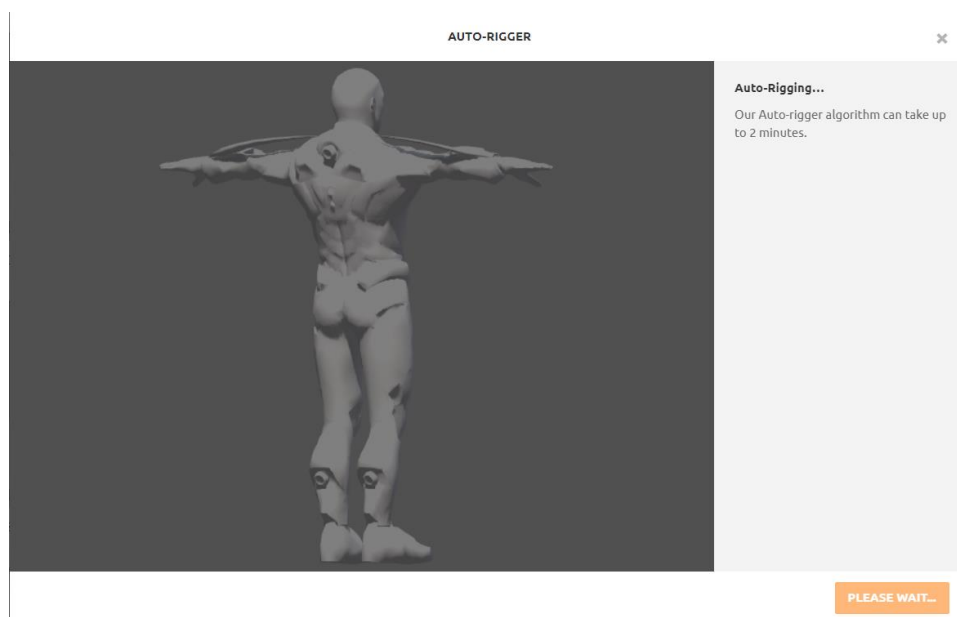 AUTO-RIGGER
Auto-Rigging...
Our Auto-rigger algorithm can take up
to 2 minutes.
PLEASE WAIT...